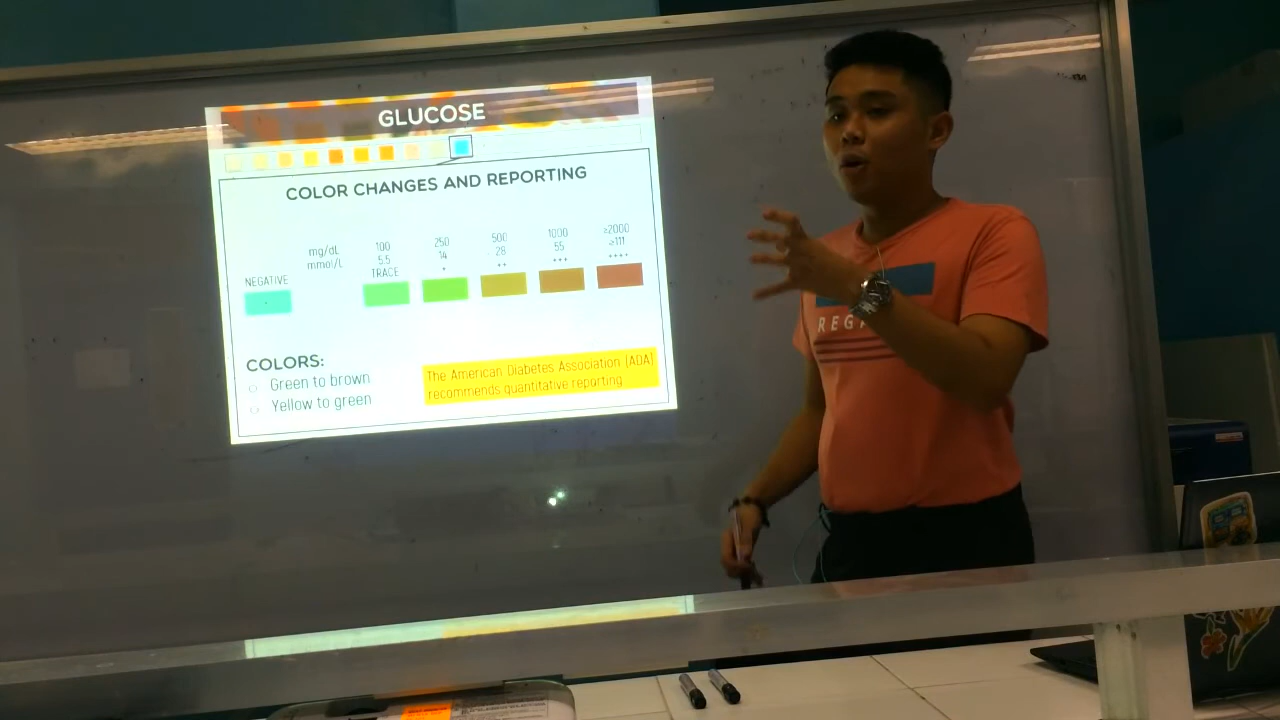 GLUCOSE
COLOR CHANGES AND REPORTING
mg/dL 100 250 500 1000 ≥2000
mmol/L 5.5 14 28 55 ≥111
NEGATIVE TRACE + ++ +++ ++++
COLORS:
Green to brown
Yellow to green
The American Diabetes Association (ADA)
recommends quantitative reporting
REGA